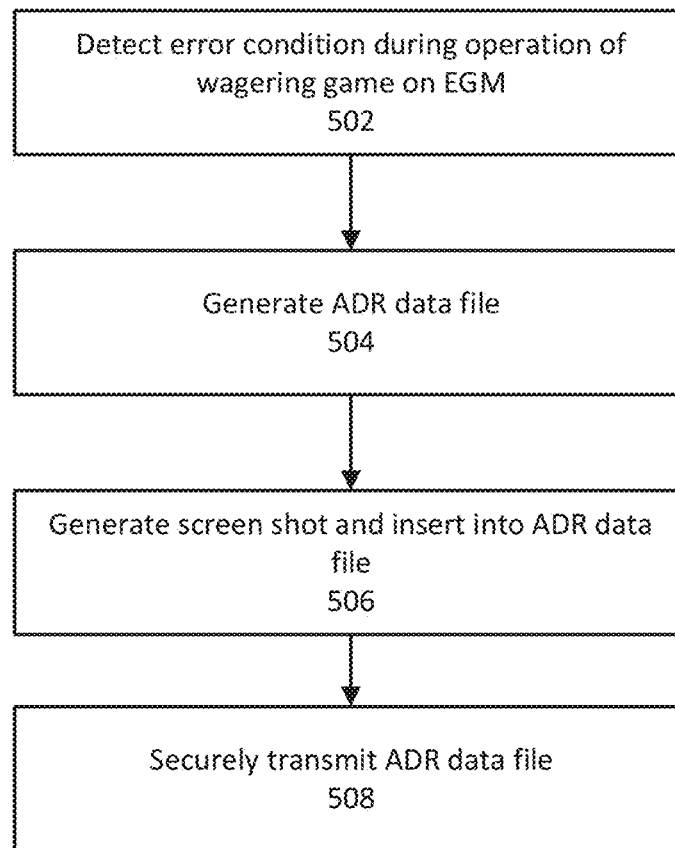 Detect error condition during operation of
wagering game on EGM
502
Generate ADR data file
504
Generate screen shot and insert into ADR data
file
506
Securely transmit ADR data file
508